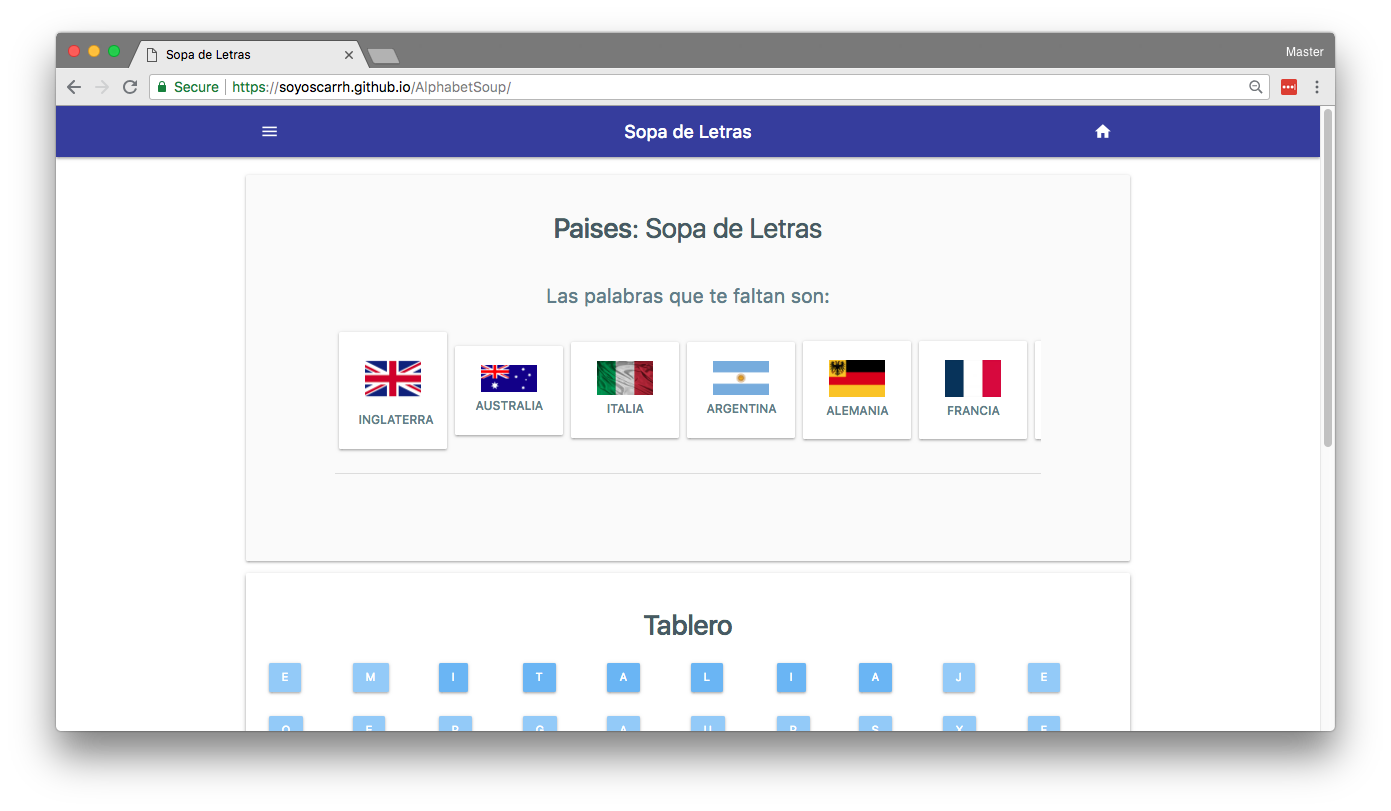 Sopa de Letras
Master
Secure https://soyoscarrh.github.io/AlphabetSoup/
Sopa de Letras
Paises: Sopa de Letras
Las palabras que te faltan son:
INGLATERRA AUSTRALIA ITALIA ARGENTINA ALEMANIA FRANCIA
Tablero
E M I T A L I A J E